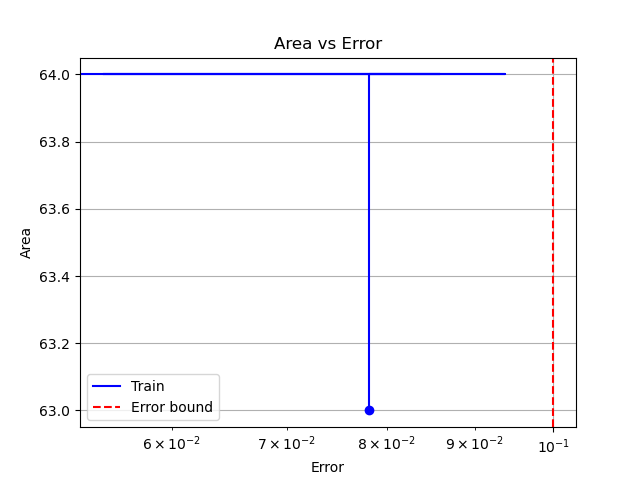 Area vs Error
64.0
63.8
63.6
63.4
63.2
63.0
Area
Train
Error bound
6 × 10⁻² 7 × 10⁻² 8 × 10⁻² 9 × 10⁻² 10⁻¹
Error